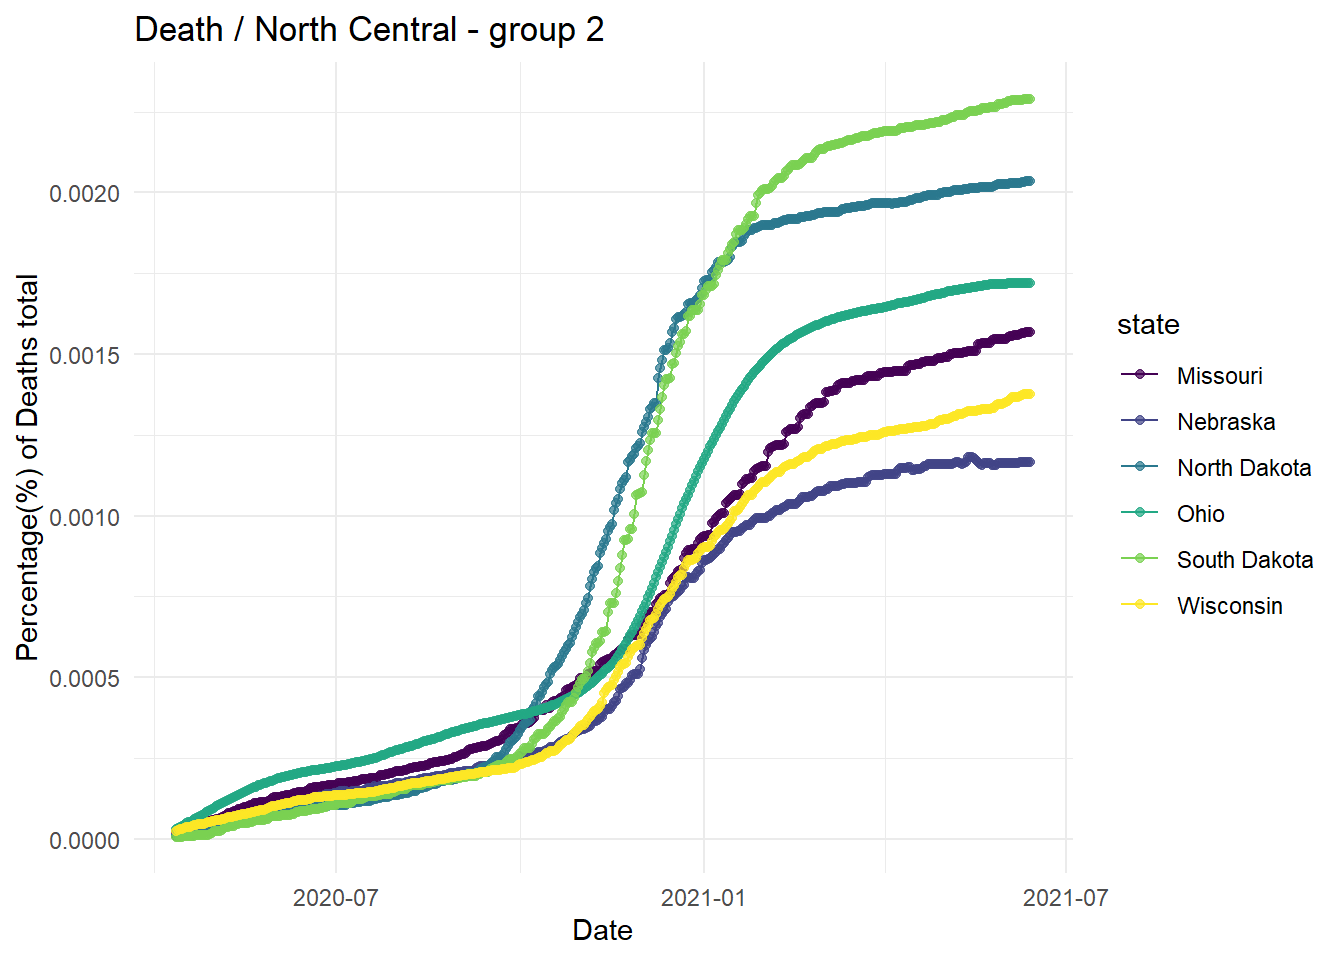 Death / North Central - group 2
Percentage(%) of Deaths total
0.0020
0.0015
0.0010
0.0005
0.0000
2020-07
2021-01
2021-07
Date
state
Missouri
Nebraska
North Dakota
Ohio
South Dakota
Wisconsin